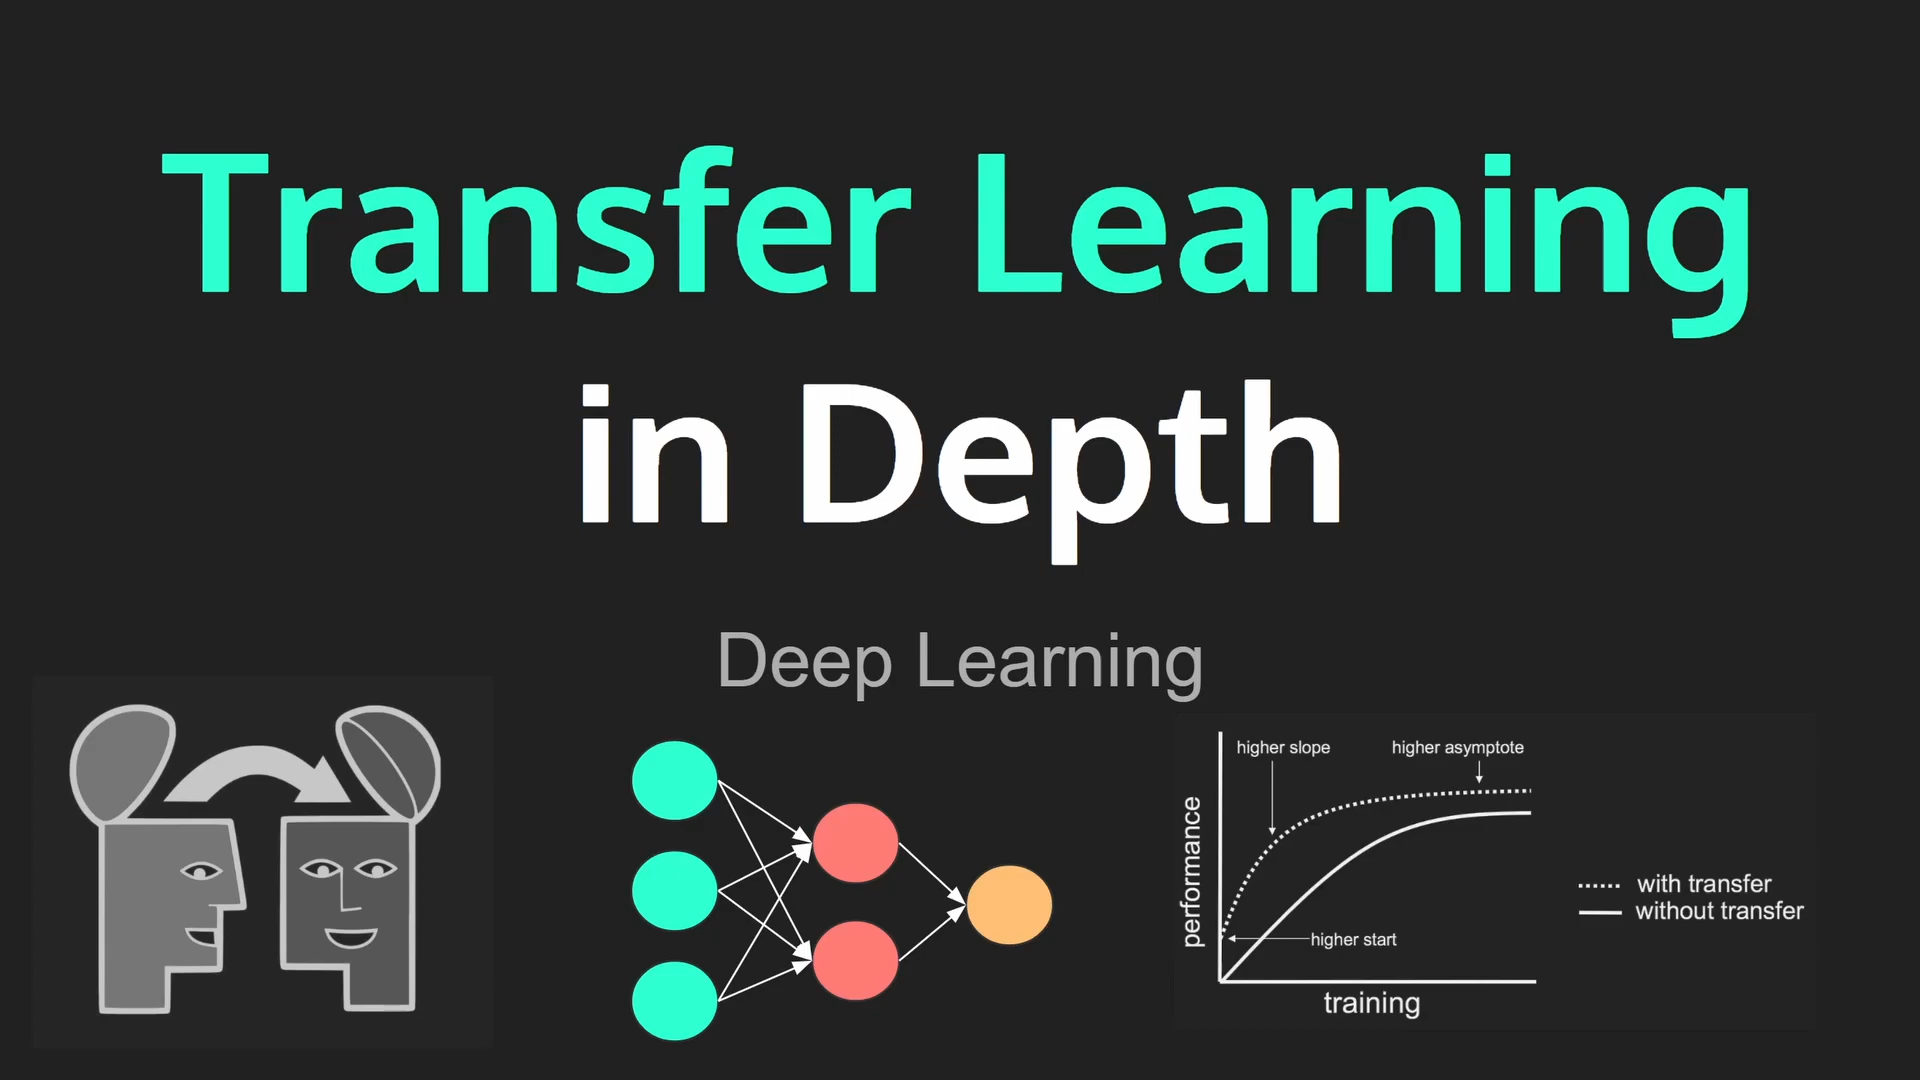 Transfer Learning
in Depth
Deep Learning
higher slope
higher asymptote
performance
with transfer
without transfer
higher start
training